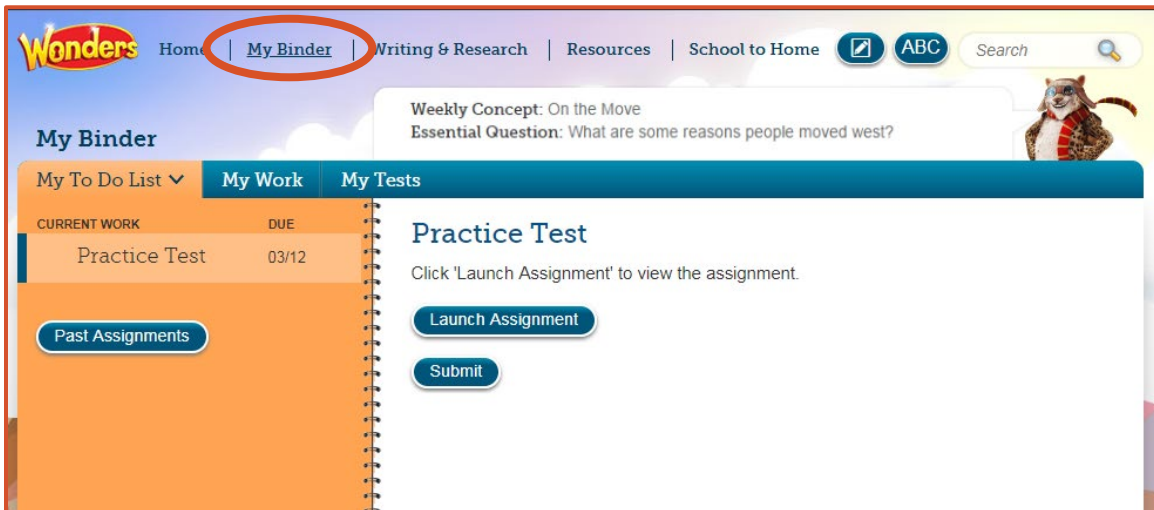 Wonders Home | My Binder | Writing & Research | Resources | School to Home ABC Search
Weekly Concept: On the Move
Essential Question: What are some reasons people moved west?
My Binder
My To Do List My Work My Tests
CURRENT WORK DUE
Practice Test 03/12
Past Assignments
Practice Test
Click 'Launch Assignment' to view the assignment.
Launch Assignment
Submit